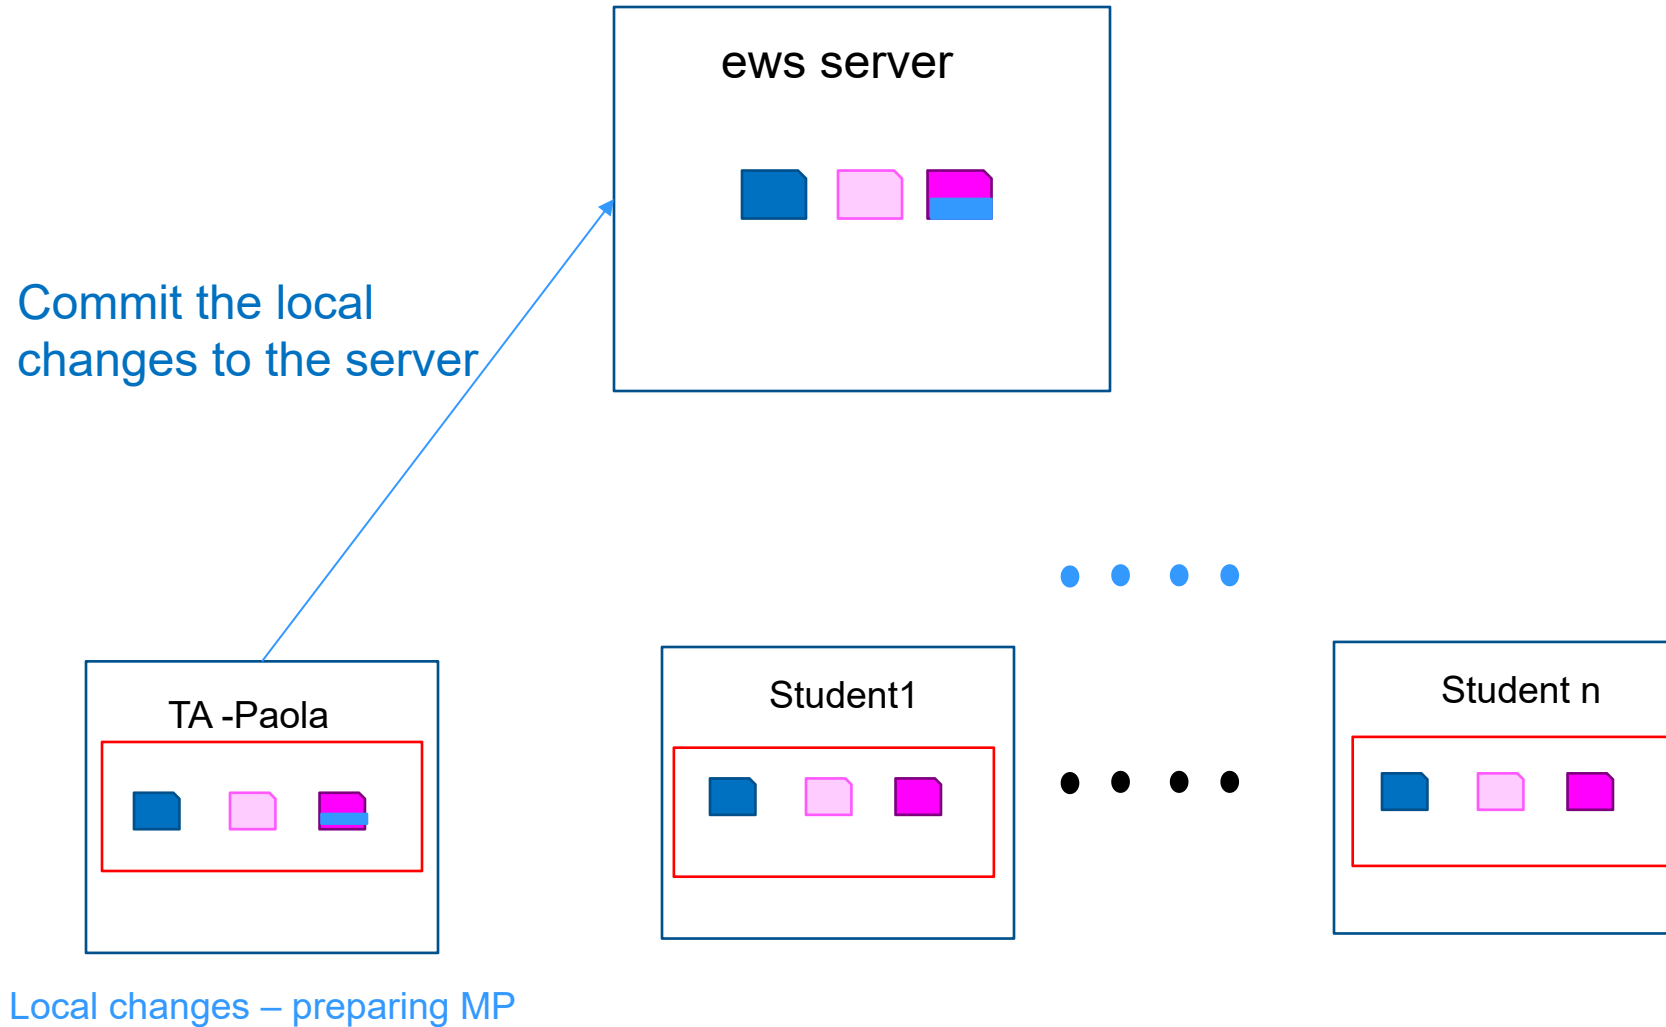 ews server
Commit the local
changes to the server
TA -Paola
Student1
Student n
Local changes – preparing MP